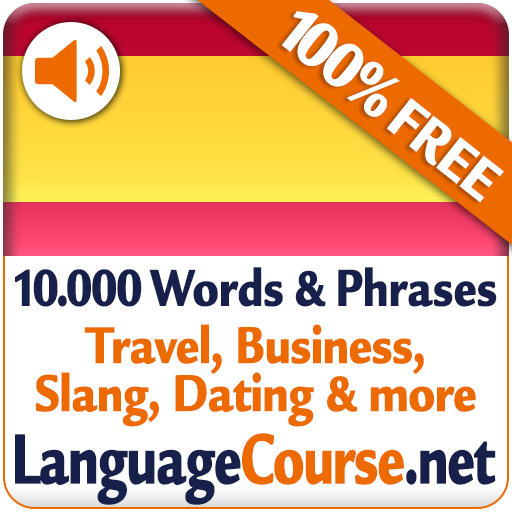 100% FREE
10.000 Words & Phrases
Travel, Business,
Slang, Dating & more
LanguageCourse.net